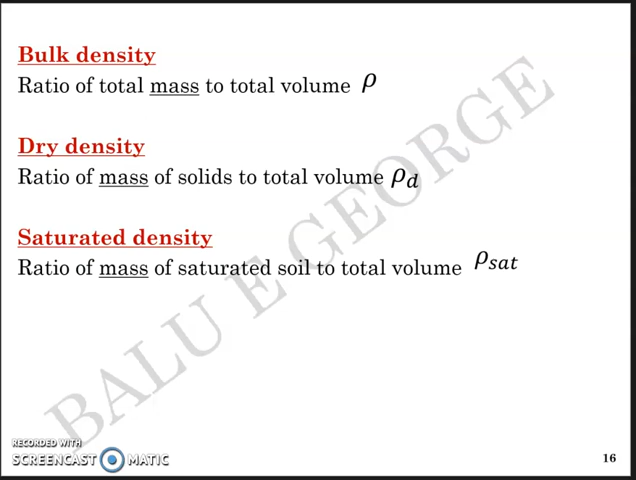 Bulk density
Ratio of total mass to total volume ρ
Dry density
Ratio of mass of solids to total volume ρd
Saturated density
Ratio of mass of saturated soil to total volume ρsat
BALU E GEORGE
RECORDED WITH
SCREENCAST MATIC
16